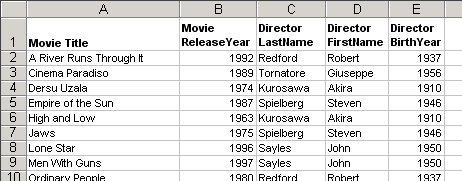 A B C D E
1 Movie Title Movie ReleaseYear Director LastName Director FirstName Director BirthYear
2 A River Runs Through It 1992 Redford Robert 1937
3 Cinema Paradiso 1989 Tornatore Giuseppe 1956
4 Dersu Uzala 1974 Kurosawa Akira 1910
5 Empire of the Sun 1987 Spielberg Steven 1946
6 High and Low 1963 Kurosawa Akira 1910
7 Jaws 1975 Spielberg Steven 1946
8 Lone Star 1996 Sayles John 1950
9 Men With Guns 1997 Sayles John 1950
10 Ordinary People 1980 Redford Robert 1937